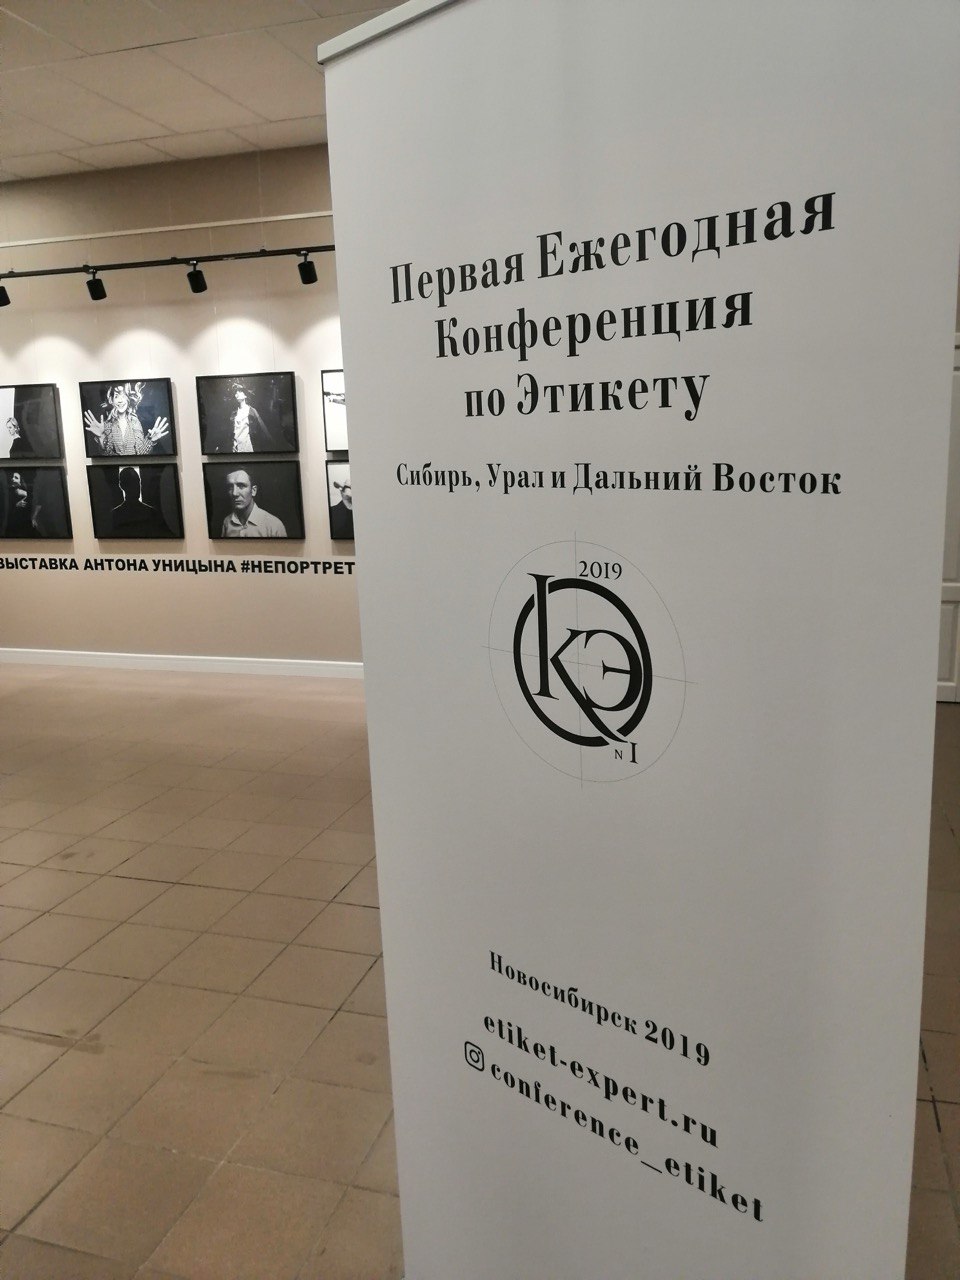 Первая Ежегодная
Конференция
по Этикету
Сибирь, Урал и Дальний Восток
2019
КЭ
N1
Новосибирск 2019
etiket-expert.ru
conference_etiket
ВЫСТАВКА АНТОНА УНИЦЫНА #НЕПОРТРЕТ